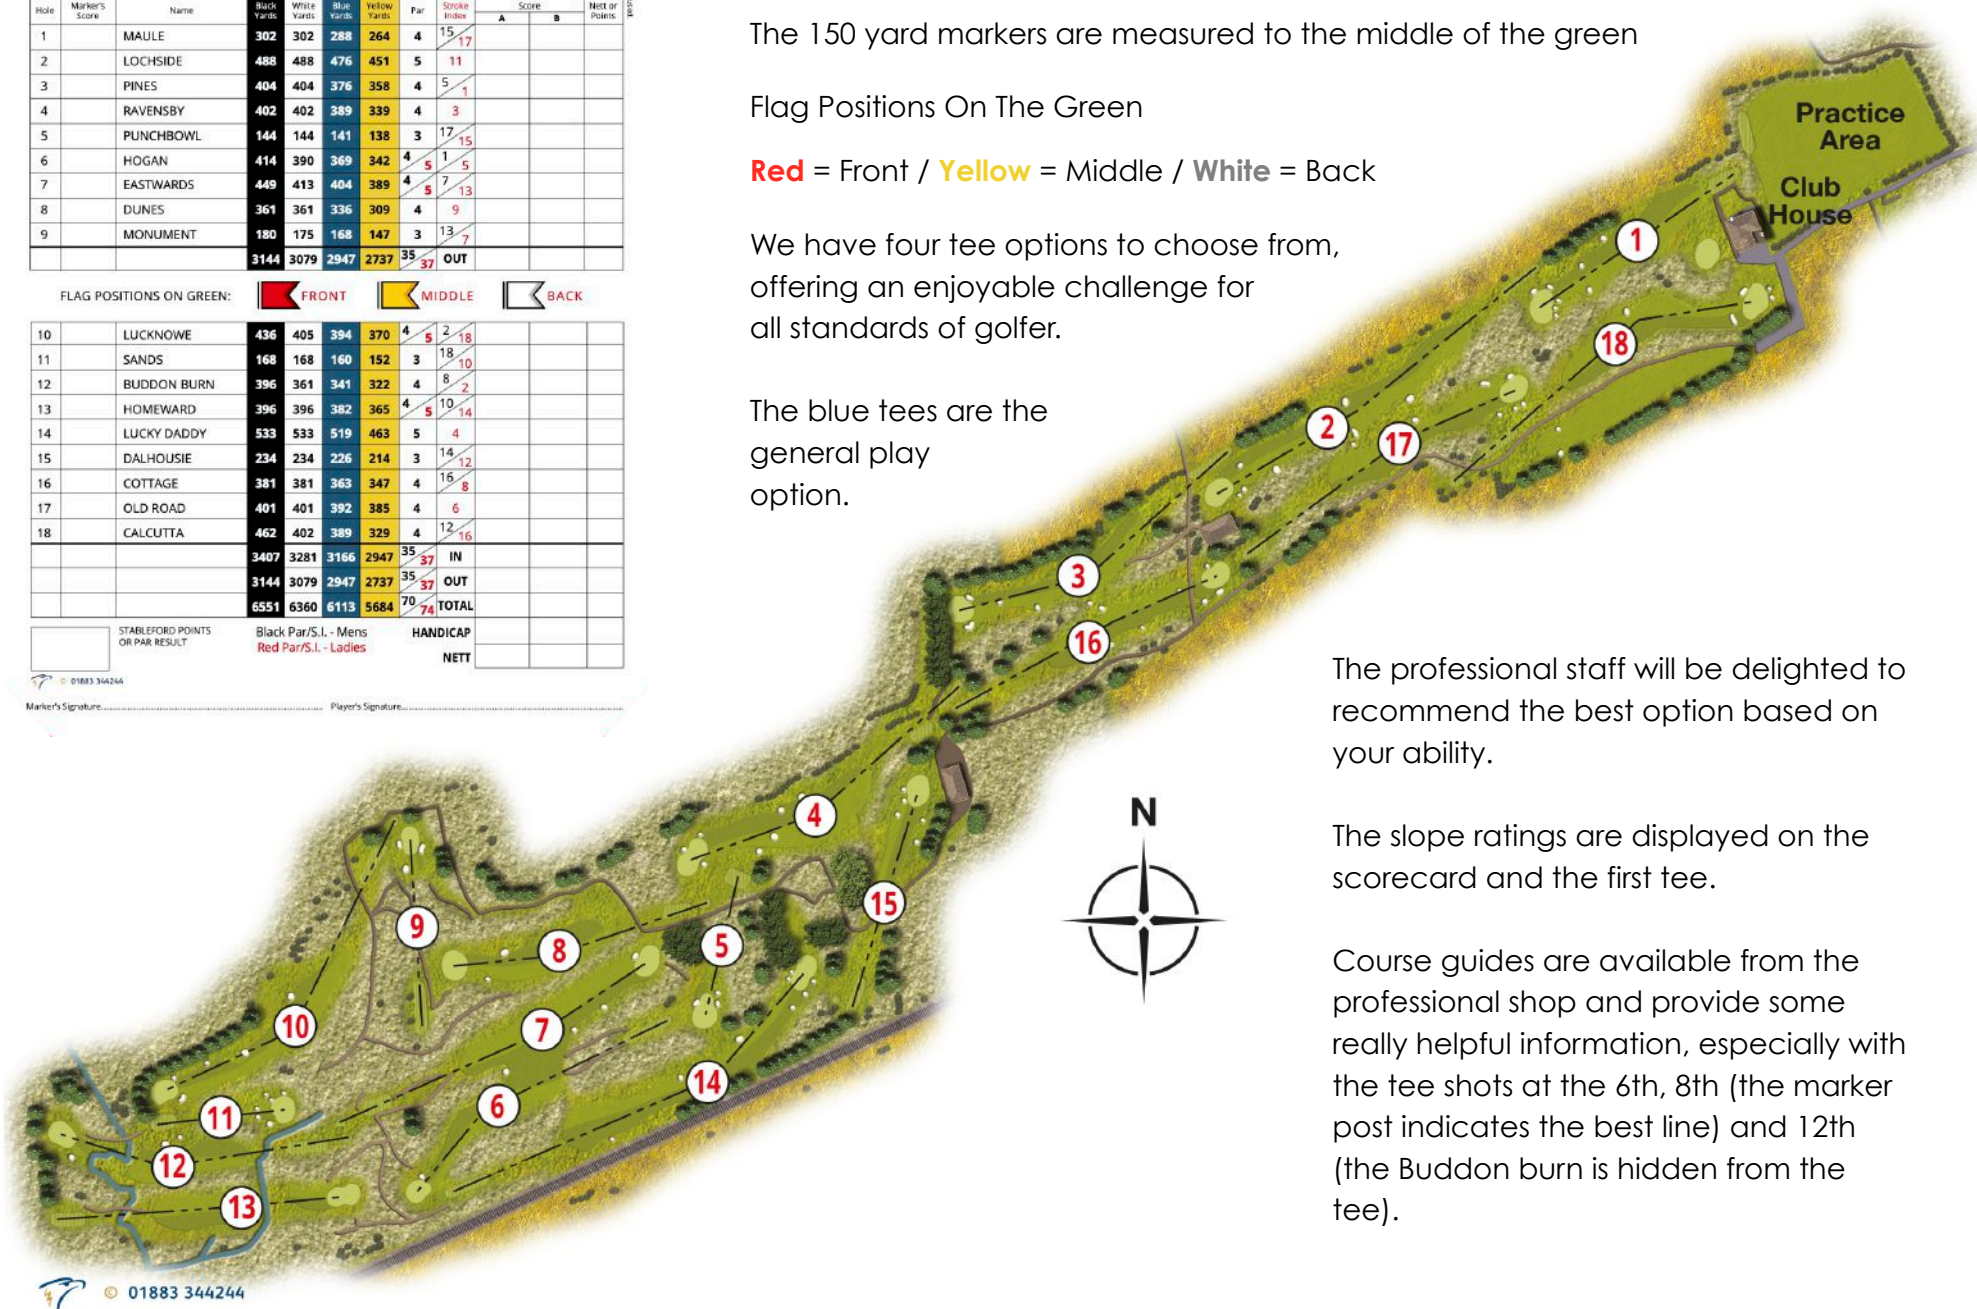 Hole Marker's Score Name Black Yards White Yards Blue Yards Yellow Yards Par Stroke Index Score A B Nett or Points
1 MAULE 302 302 288 264 4 15/17
2 LOCHSIDE 488 488 476 451 5 11
3 PINES 404 404 376 358 4 5/1
4 RAVENSBY 402 402 389 339 4 3
5 PUNCHBOWL 144 144 141 138 3 17/15
6 HOGAN 414 390 369 342 4/5 1/5
7 EASTWARDS 449 413 404 389 4/5 7/13
8 DUNES 361 361 336 309 4 9
9 MONUMENT 180 175 168 147 3 13/7
3144 3079 2947 2737 35/37 OUT
FLAG POSITIONS ON GREEN: FRONT MIDDLE BACK
10 LUCKNOWE 436 405 394 370 4/5 2/18
11 SANDS 168 168 160 152 3 18/10
12 BUDDON BURN 396 361 341 322 4 8/2
13 HOMEWARD 396 396 382 365 4/5 10/14
14 LUCKY DADDY 533 533 519 463 5 4
15 DALHOUSIE 234 234 226 214 3 14/12
16 COTTAGE 381 381 363 347 4 16/8
17 OLD ROAD 401 401 392 385 4 6
18 CALCUTTA 462 402 389 329 4 12/16
3407 3281 3166 2947 35/37 IN
3144 3079 2947 2737 35/37 OUT
6551 6360 6113 5684 70/74 TOTAL
STABLEFORD POINTS
OR PAR RESULT
Black Par/S.I. - Mens
Red Par/S.I. - Ladies
HANDICAP
NETT
© 01883 344244
Marker's Signature Player's Signature
The 150 yard markers are measured to the middle of the green
Flag Positions On The Green
Red = Front / Yellow = Middle / White = Back
We have four tee options to choose from,
offering an enjoyable challenge for
all standards of golfer.
The blue tees are the
general play
option.
Practice
Area
Club
House
1
18
2
17
3
16
4
15
5
9
8
7
10
14
6
11
12
13
N
The professional staff will be delighted to
recommend the best option based on
your ability.
The slope ratings are displayed on the
scorecard and the first tee.
Course guides are available from the
professional shop and provide some
really helpful information, especially with
the tee shots at the 6th, 8th (the marker
post indicates the best line) and 12th
(the Buddon burn is hidden from the
tee).
© 01883 344244